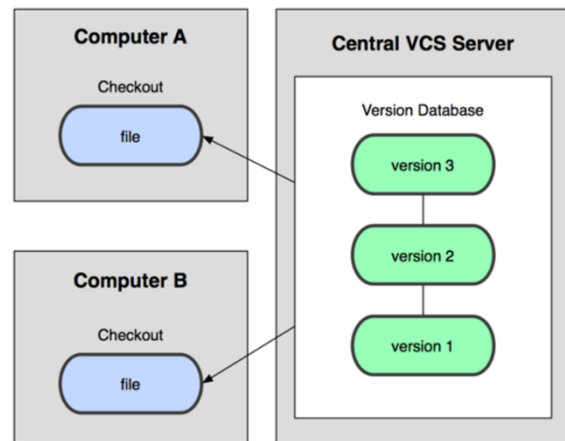 Computer A
Checkout
file
Computer B
Checkout
file
Central VCS Server
Version Database
version 3
version 2
version 1